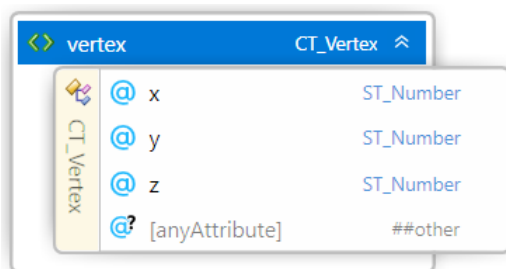 <> vertex CT_Vertex
CT_Vertex
@ x ST_Number
@ y ST_Number
@ z ST_Number
@? [anyAttribute] ##other